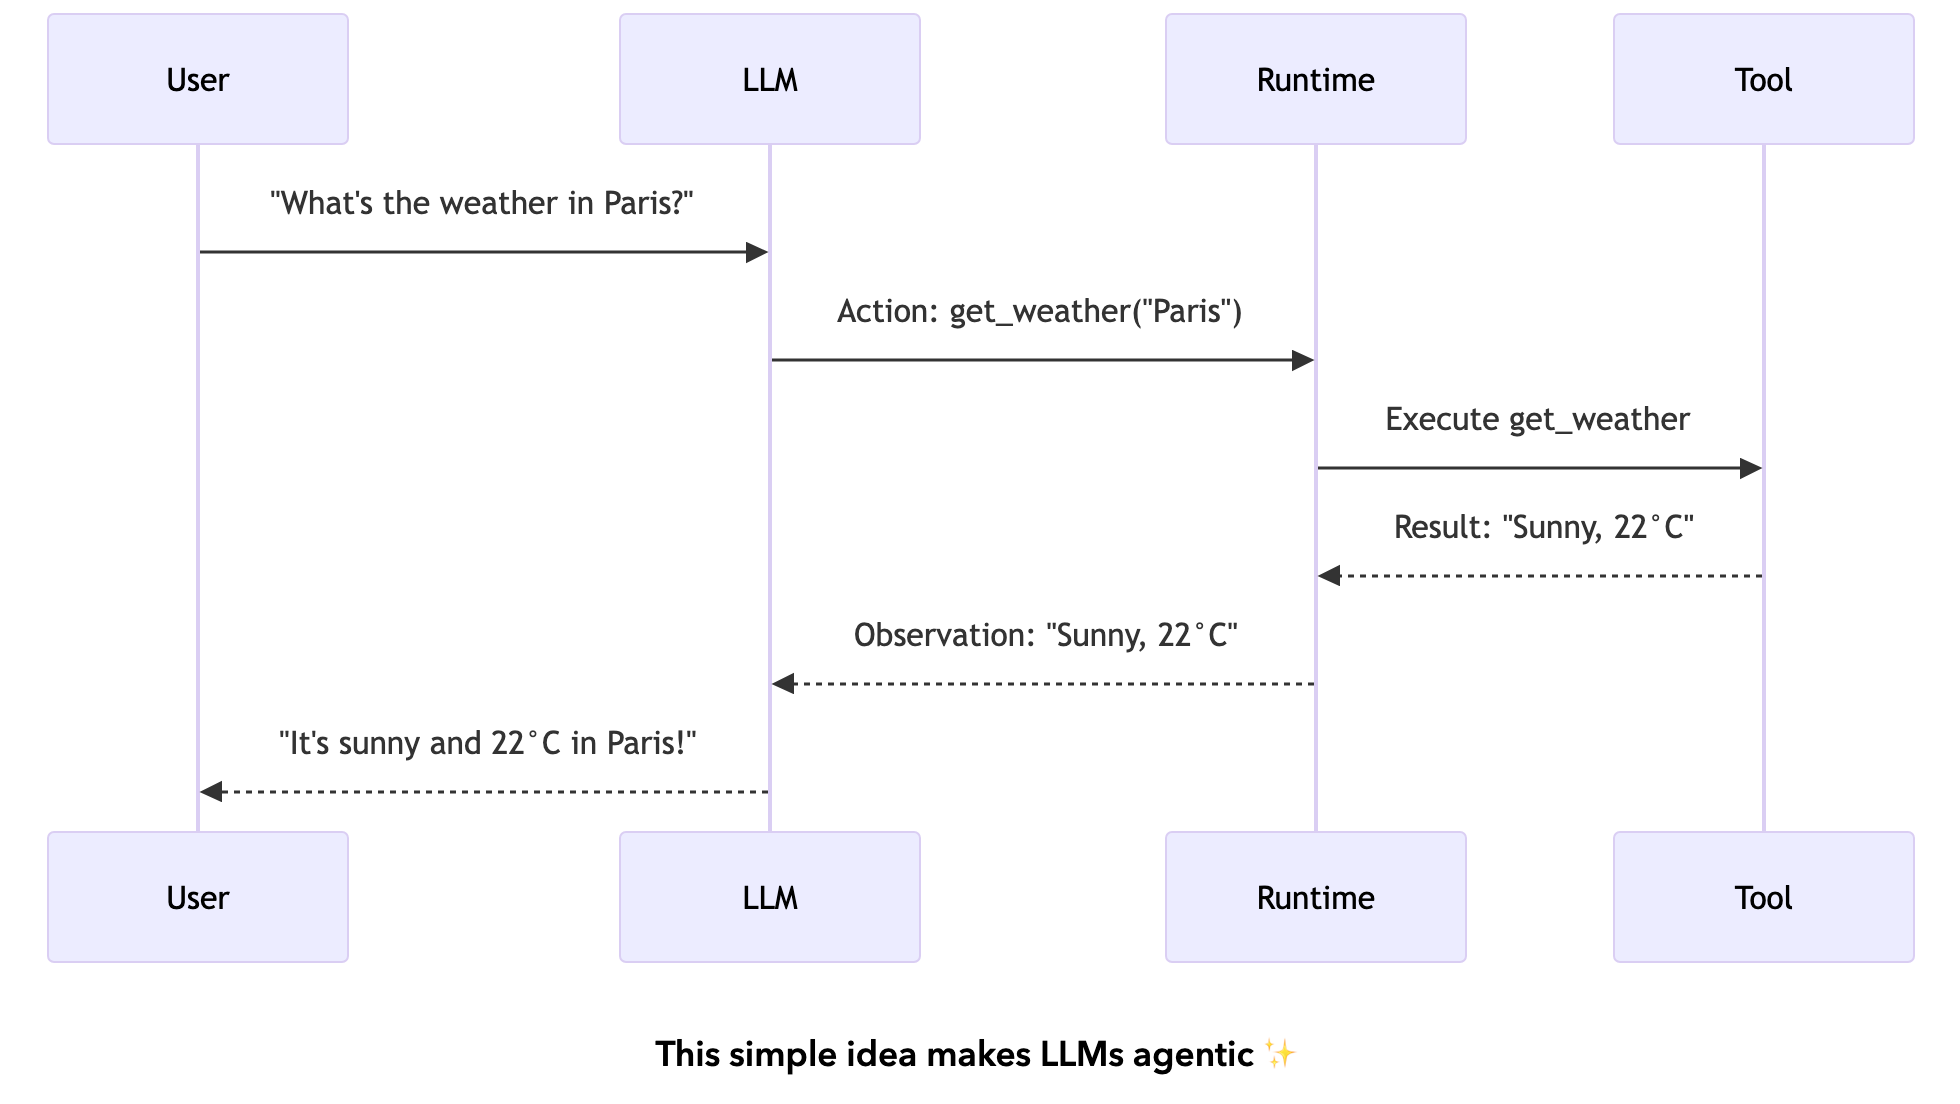 User
LLM
Runtime
Tool
"What's the weather in Paris?"
Action: get_weather("Paris")
Execute get_weather
Result: "Sunny, 22°C"
Observation: "Sunny, 22°C"
"It's sunny and 22°C in Paris!"
User
LLM
Runtime
Tool
This simple idea makes LLMs agentic ✨